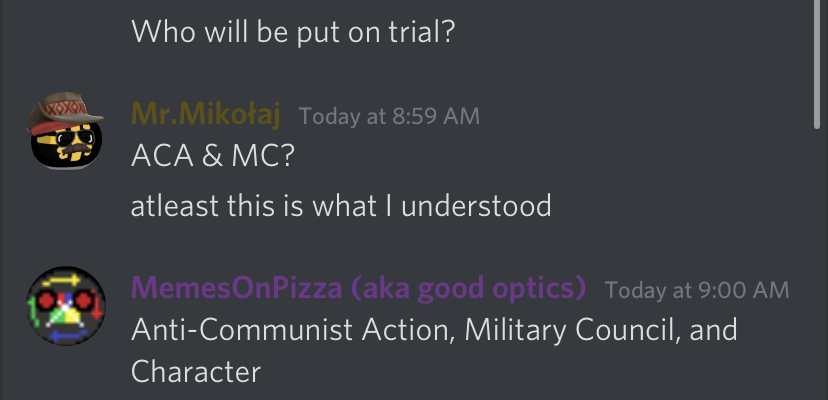 Who will be put on trial?
Mr.Mikołaj Today at 8:59 AM
ACA & MC?
atleast this is what I understood
MemesOnPizza (aka good optics) Today at 9:00 AM
Anti-Communist Action, Military Council, and
Character